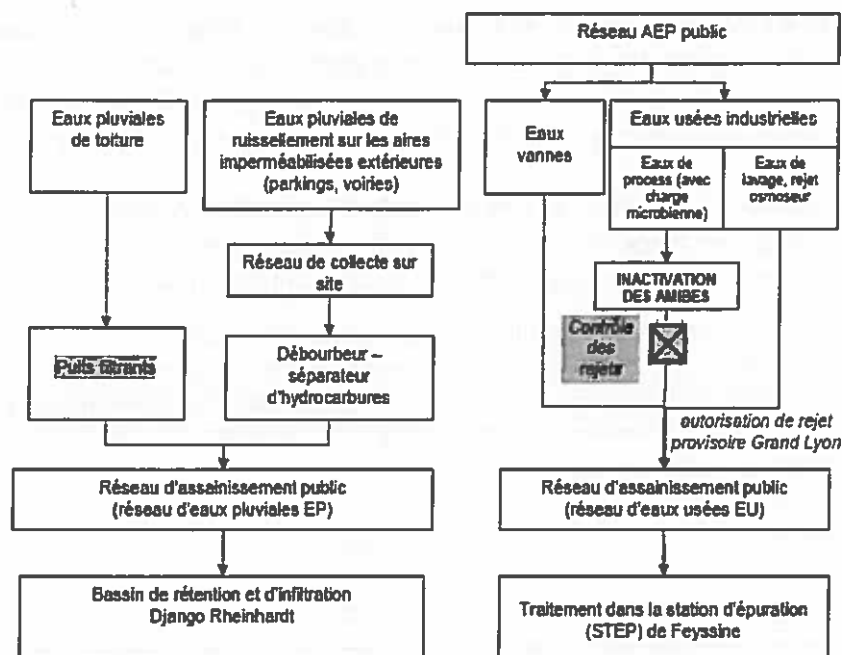 Réseau AEP public
Eaux pluviales
de toiture
Eaux pluviales de
ruissellement sur les aires
imperméabilisées extérieures
(parkings, voiries)
Eaux
vannes
Eaux usées industrielles
Eaux de
process (avec
charge
microbienne)
Eaux de
lavage, rejet
osmoseur
Réseau de collecte sur
site
INACTIVATION
DES AMIBES
Contrôle
des
rejets
Puits filtrants
Débourbeur –
séparateur
d'hydrocarbures
autorisation de rejet
provisoire Grand Lyon
Réseau d'assainissement public
(réseau d'eaux pluviales EP)
Réseau d'assainissement public
(réseau d'eaux usées EU)
Bassin de rétention et d'infiltration
Django Rheinhardt
Traitement dans la station d'épuration
(STEP) de Feyssine